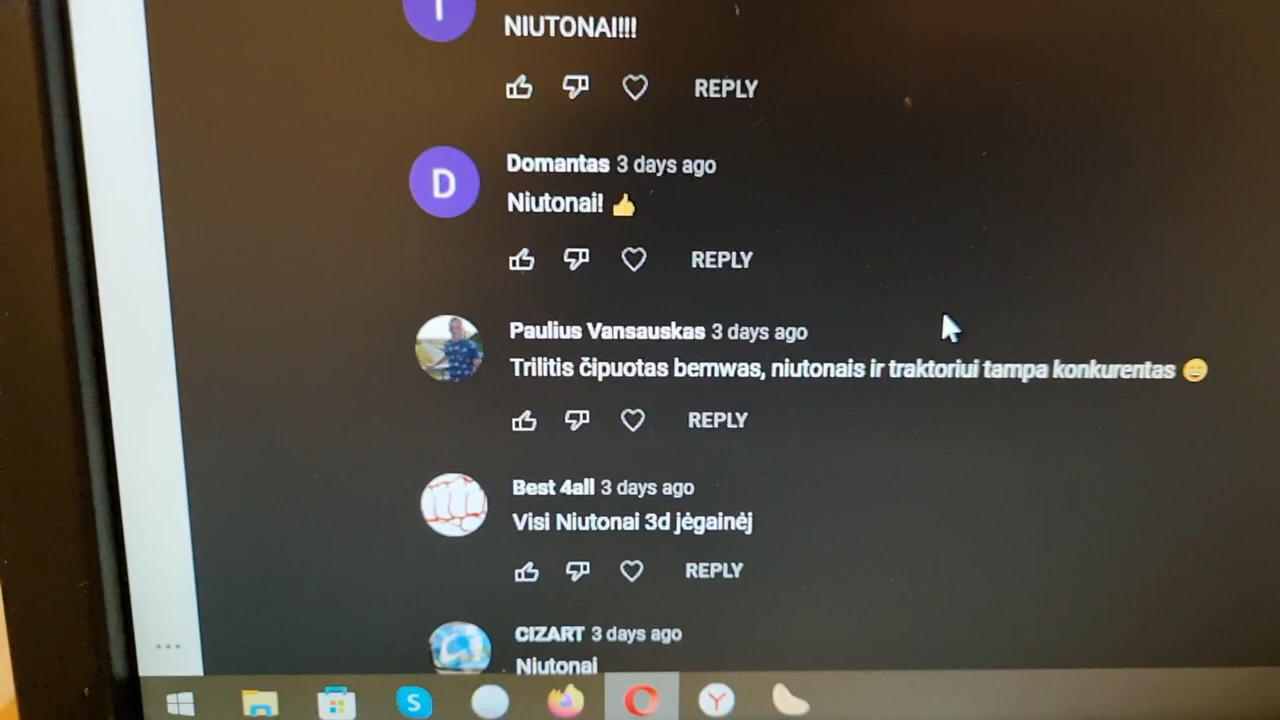 I
NIUTONAI!!!
REPLY
D
Domantas 3 days ago
Niutonai! 👍
REPLY
Paulius Vansauskas 3 days ago
Trilitis čipuotas bemwas, niutonais ir traktoriui tampa konkurentas 😄
REPLY
Best 4all 3 days ago
Visi Niutonai 3d jėgainėj
REPLY
CIZART 3 days ago
Niutonai
S
Y